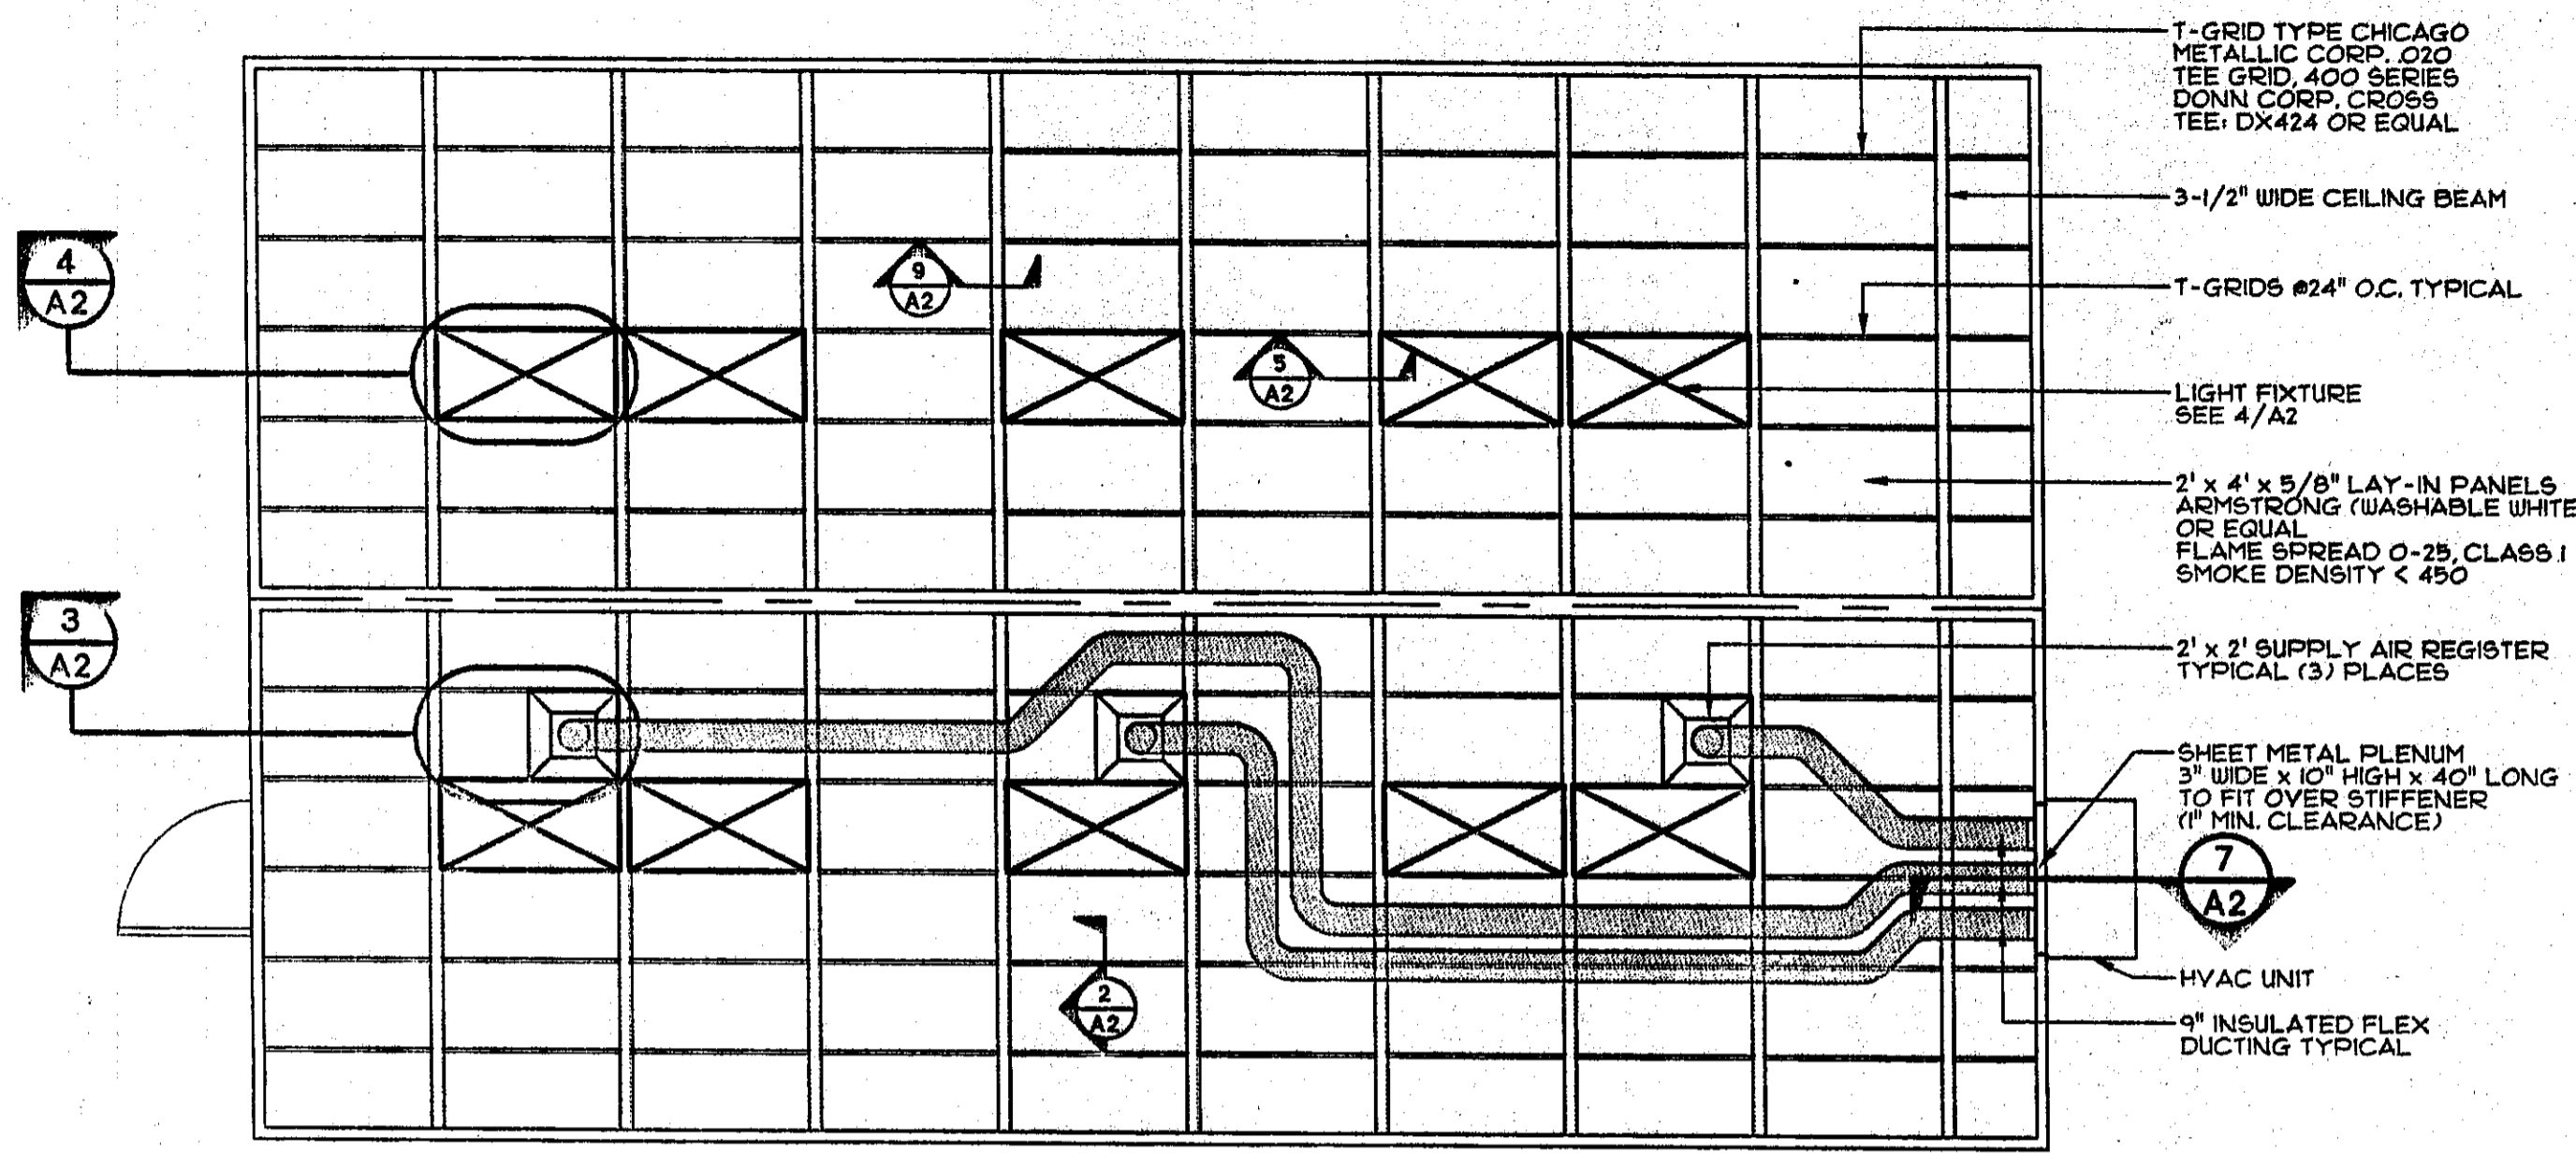 T-GRID TYPE CHICAGO
METALLIC CORP. .020
TEE GRID, 400 SERIES
DONN CORP. CROSS
TEE: DX424 OR EQUAL
3-1/2" WIDE CEILING BEAM
T-GRIDS @24" O.C. TYPICAL
LIGHT FIXTURE
SEE 4/A2
2' x 4' x 5/8" LAY-IN PANELS
ARMSTRONG (WASHABLE WHITE
OR EQUAL
FLAME SPREAD 0-25, CLASS 1
SMOKE DENSITY < 450
2' x 2' SUPPLY AIR REGISTER
TYPICAL (3) PLACES
SHEET METAL PLENUM
3" WIDE x 10" HIGH x 40" LONG
TO FIT OVER STIFFENER
(1" MIN. CLEARANCE)
7
A2
HVAC UNIT
9" INSULATED FLEX
DUCTING TYPICAL
4
A2
9
A2
5
A2
3
A2
2
A2